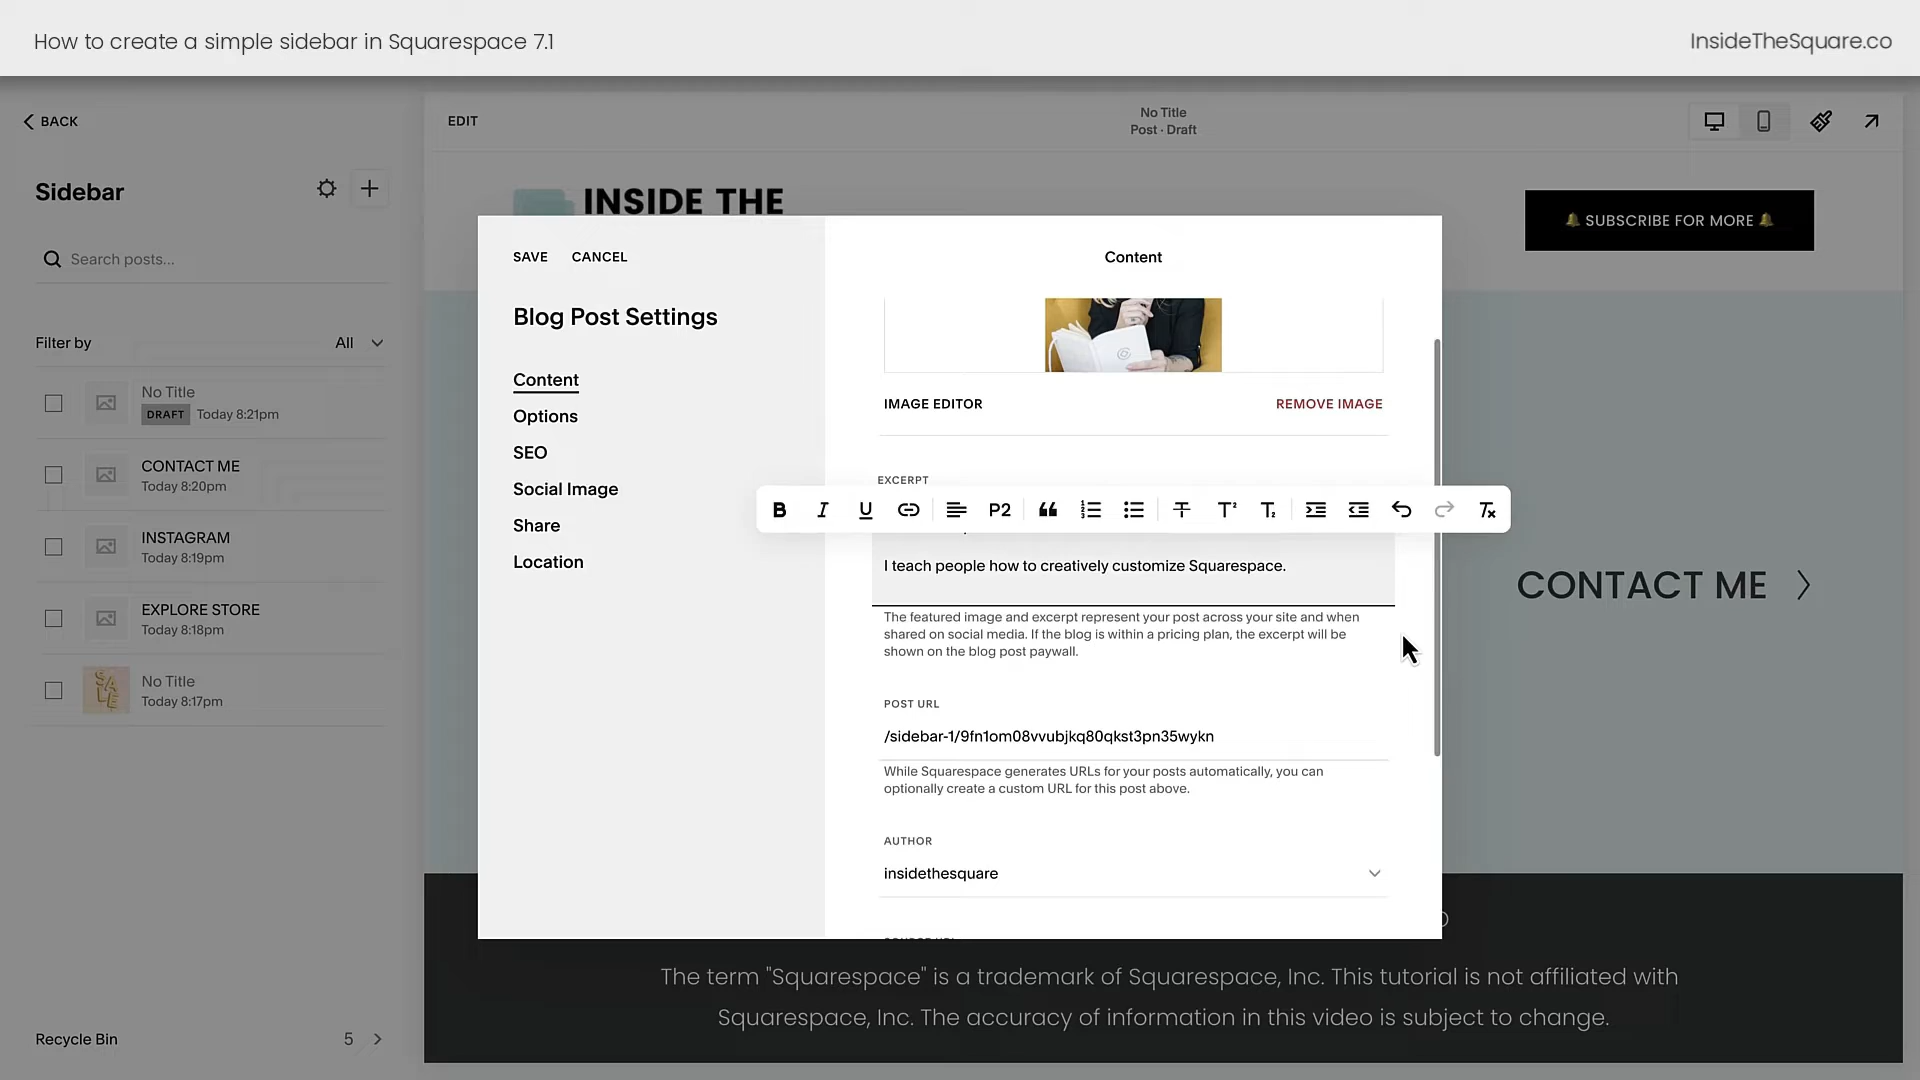 How to create a simple sidebar in Squarespace 7.1
InsideTheSquare.co
BACK
EDIT
No Title
Post · Draft
Sidebar
INSIDE THE
🔔 SUBSCRIBE FOR MORE 🔔
Search posts...
Filter by
All
No Title
DRAFT Today 8:21pm
CONTACT ME
Today 8:20pm
INSTAGRAM
Today 8:19pm
EXPLORE STORE
Today 8:18pm
SALE
No Title
Today 8:17pm
Recycle Bin
5
SAVE
CANCEL
Blog Post Settings
Content
Options
SEO
Social Image
Share
Location
Content
IMAGE EDITOR
REMOVE IMAGE
EXCERPT
B I U P2
I teach people how to creatively customize Squarespace.
The featured image and excerpt represent your post across your site and when
shared on social media. If the blog is within a pricing plan, the excerpt will be
shown on the blog post paywall.
POST URL
/sidebar-1/9fn1om08vvubjkq80qkst3pn35wykn
While Squarespace generates URLs for your posts automatically, you can
optionally create a custom URL for this post above.
AUTHOR
insidethesquare
CONTACT ME
The term "Squarespace" is a trademark of Squarespace, Inc. This tutorial is not affiliated with
Squarespace, Inc. The accuracy of information in this video is subject to change.